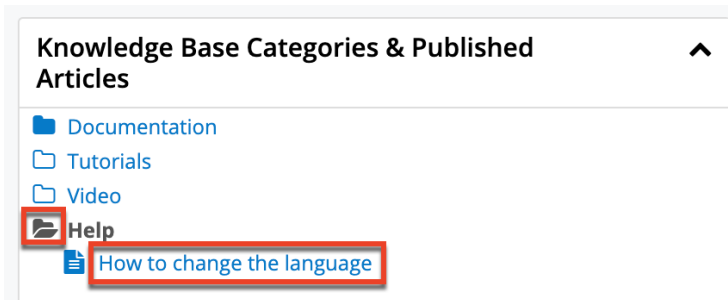 Knowledge Base Categories & Published
Articles
Documentation
Tutorials
Video
Help
How to change the language